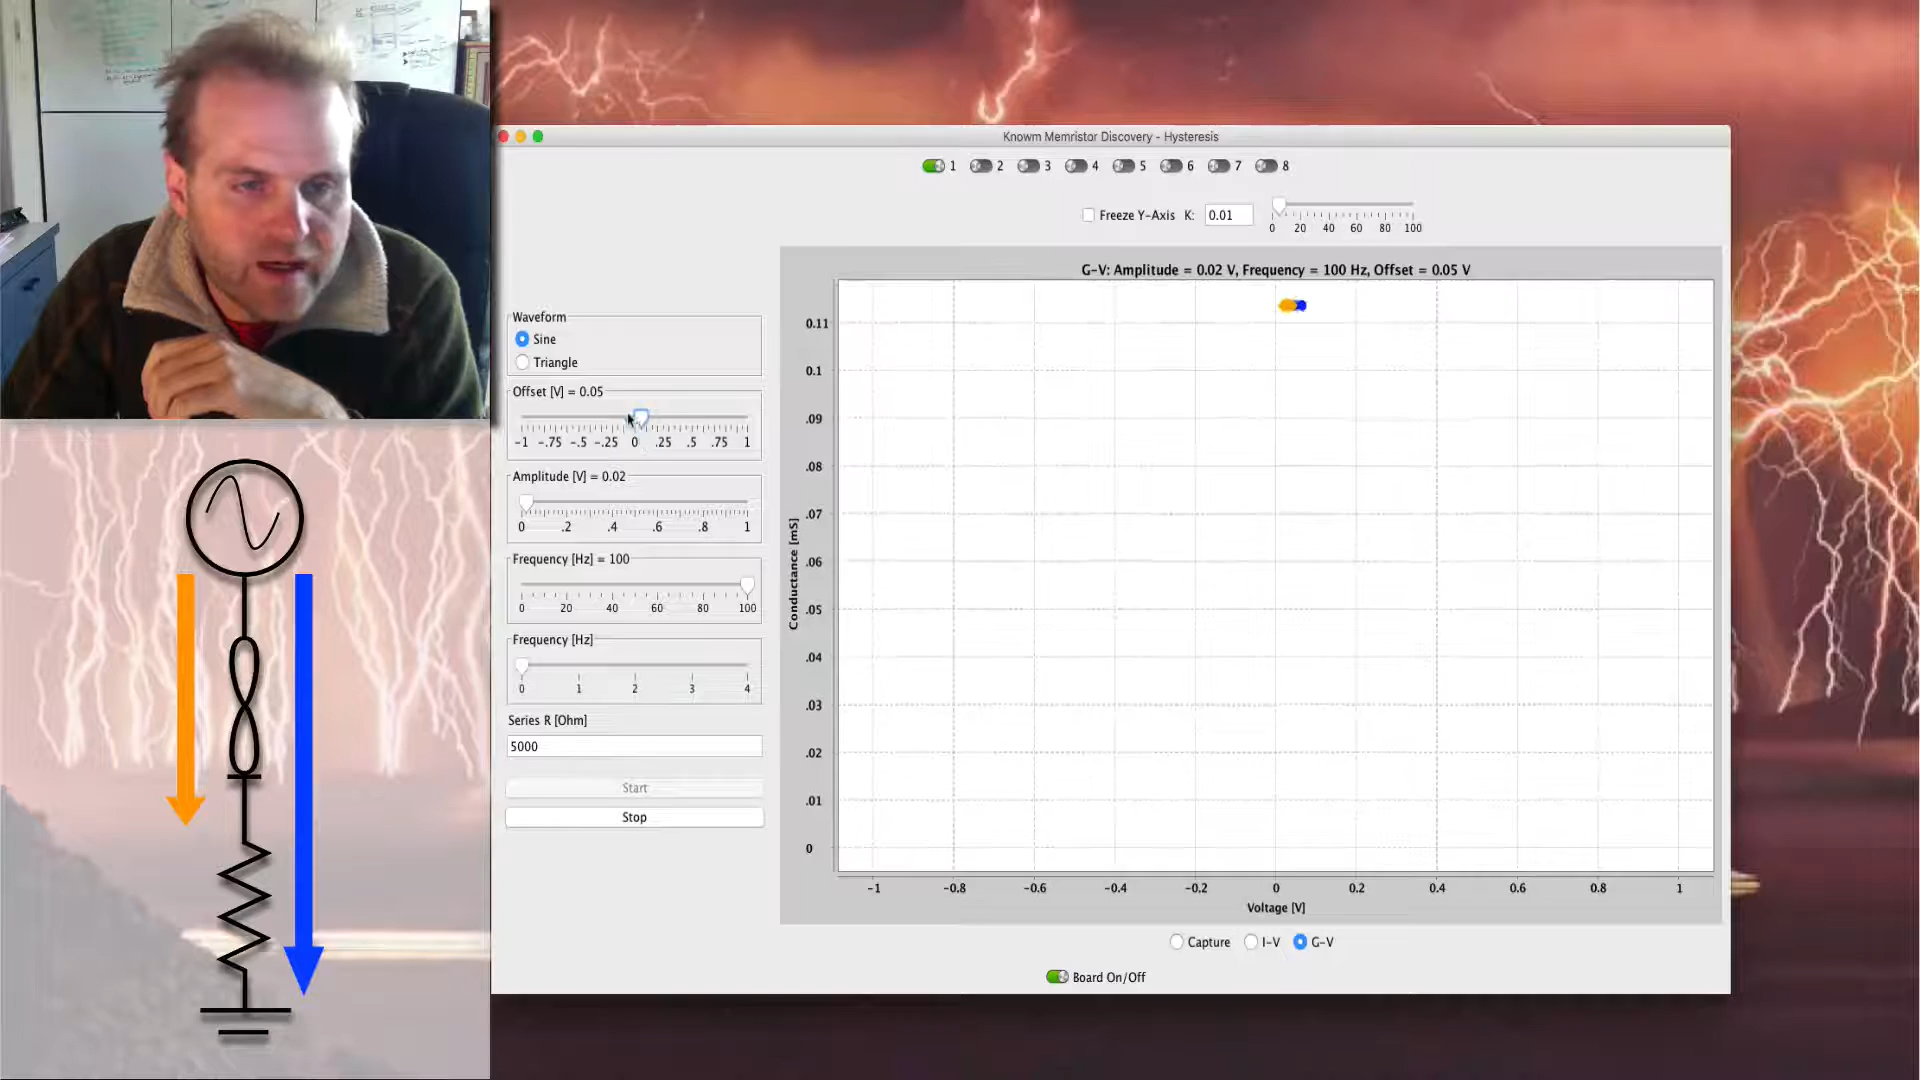 Knowm Memristor Discovery - Hysteresis
1 2 3 4 5 6 7 8
Freeze Y-Axis K: 0.01
0 20 40 60 80 100
G-V: Amplitude = 0.02 V, Frequency = 100 Hz, Offset = 0.05 V
Waveform
Sine
Triangle
Offset [V] = 0.05
-1 -.75 -.5 -.25 0 .25 .5 .75 1
Amplitude [V] = 0.02
0 .2 .4 .6 .8 1
Frequency [Hz] = 100
0 20 40 60 80 100
Frequency [Hz]
0 1 2 3 4
Series R [Ohm]
5000
Start
Stop
Conductance [mS]
0.11
0.1
.09
.08
.07
.06
.05
.04
.03
.02
.01
0
-1 -0.8 -0.6 -0.4 -0.2 0 0.2 0.4 0.6 0.8 1
Voltage [V]
Capture I-V G-V
Board On/Off